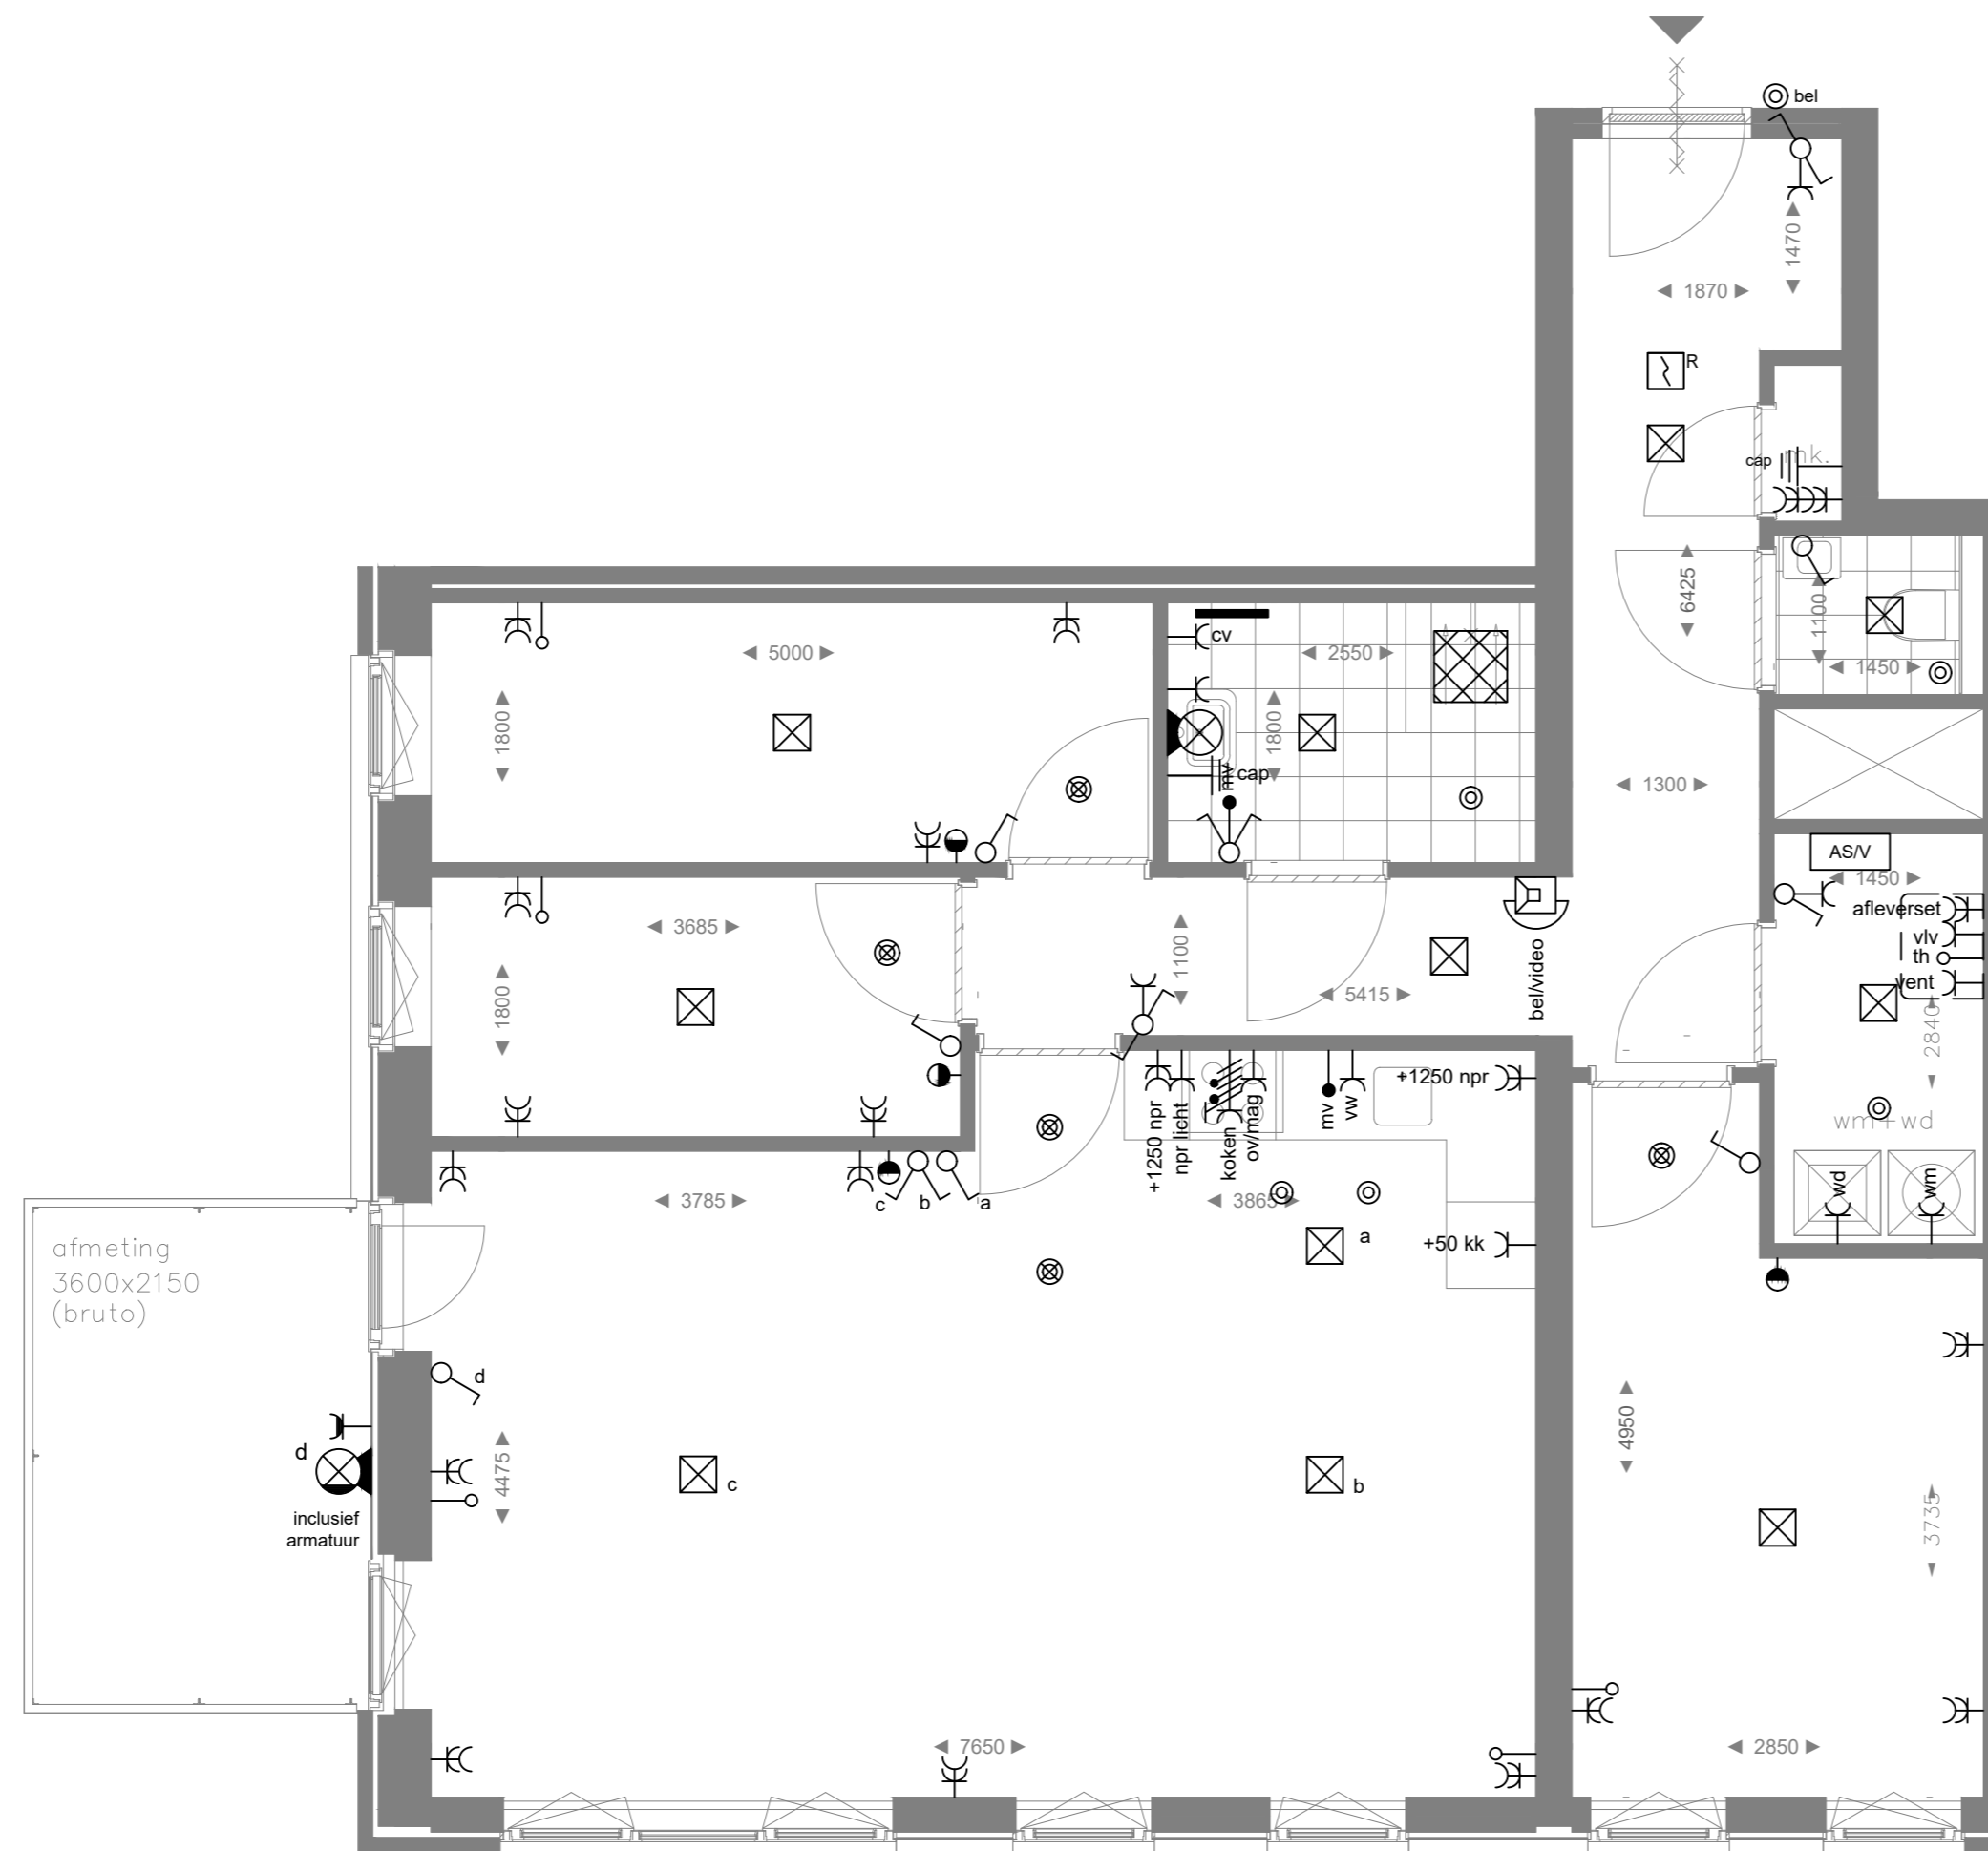 bel
1470
1870
R
mk.
cap
6425
1100
1450
5000
cv
2550
1800
1800
mv
cap
1300
AS/V
1450
afleverset
vlv
th
vent
3685
1800
1100
5415
bel/video
2840
wm+wd
wd
wm
+1250 npr
npr licht
koken
ov/mag
mv
vw
+1250 npr
3785
c
b
a
3865
a
+50 kk
afmeting
3600x2150
(bruto)
d
d
4475
inclusief
armatuur
c
b
4950
3735
7650
2850